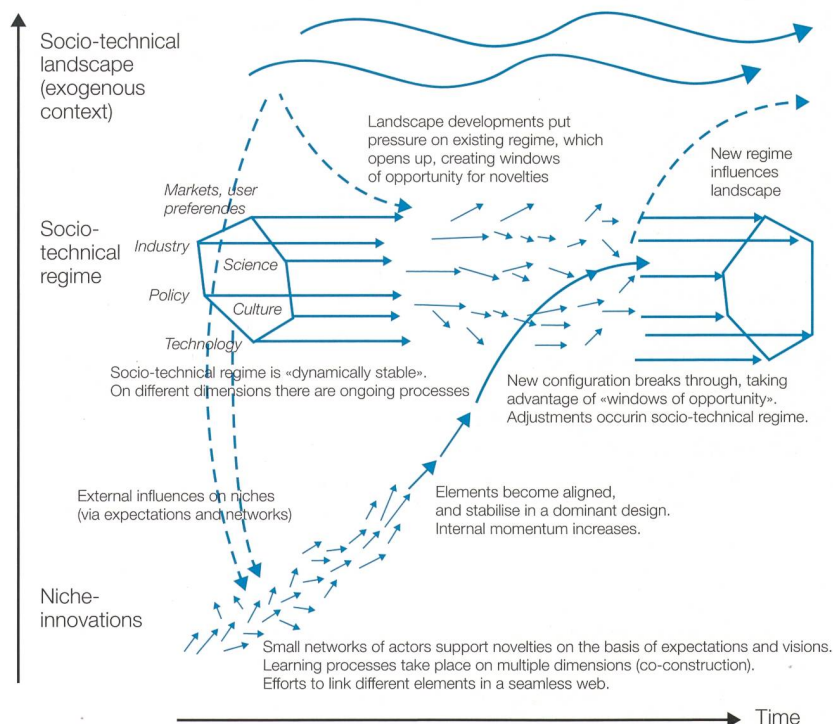 Socio-technical
landscape
(exogenous
context)
Landscape developments put
pressure on existing regime, which
opens up, creating windows
of opportunity for novelties
New regime
influences
landscape
Markets, user
preferendes
Socio-
technical
regime
Industry
Science
Policy
Culture
Technology
Socio-technical regime is «dynamically stable».
On different dimensions there are ongoing processes
New configuration breaks through, taking
advantage of «windows of opportunity».
Adjustments occurin socio-technical regime.
External influences on niches
(via expectations and networks)
Elements become aligned,
and stabilise in a dominant design.
Internal momentum increases.
Niche-
innovations
Small networks of actors support novelties on the basis of expectations and visions.
Learning processes take place on multiple dimensions (co-construction).
Efforts to link different elements in a seamless web.
Time